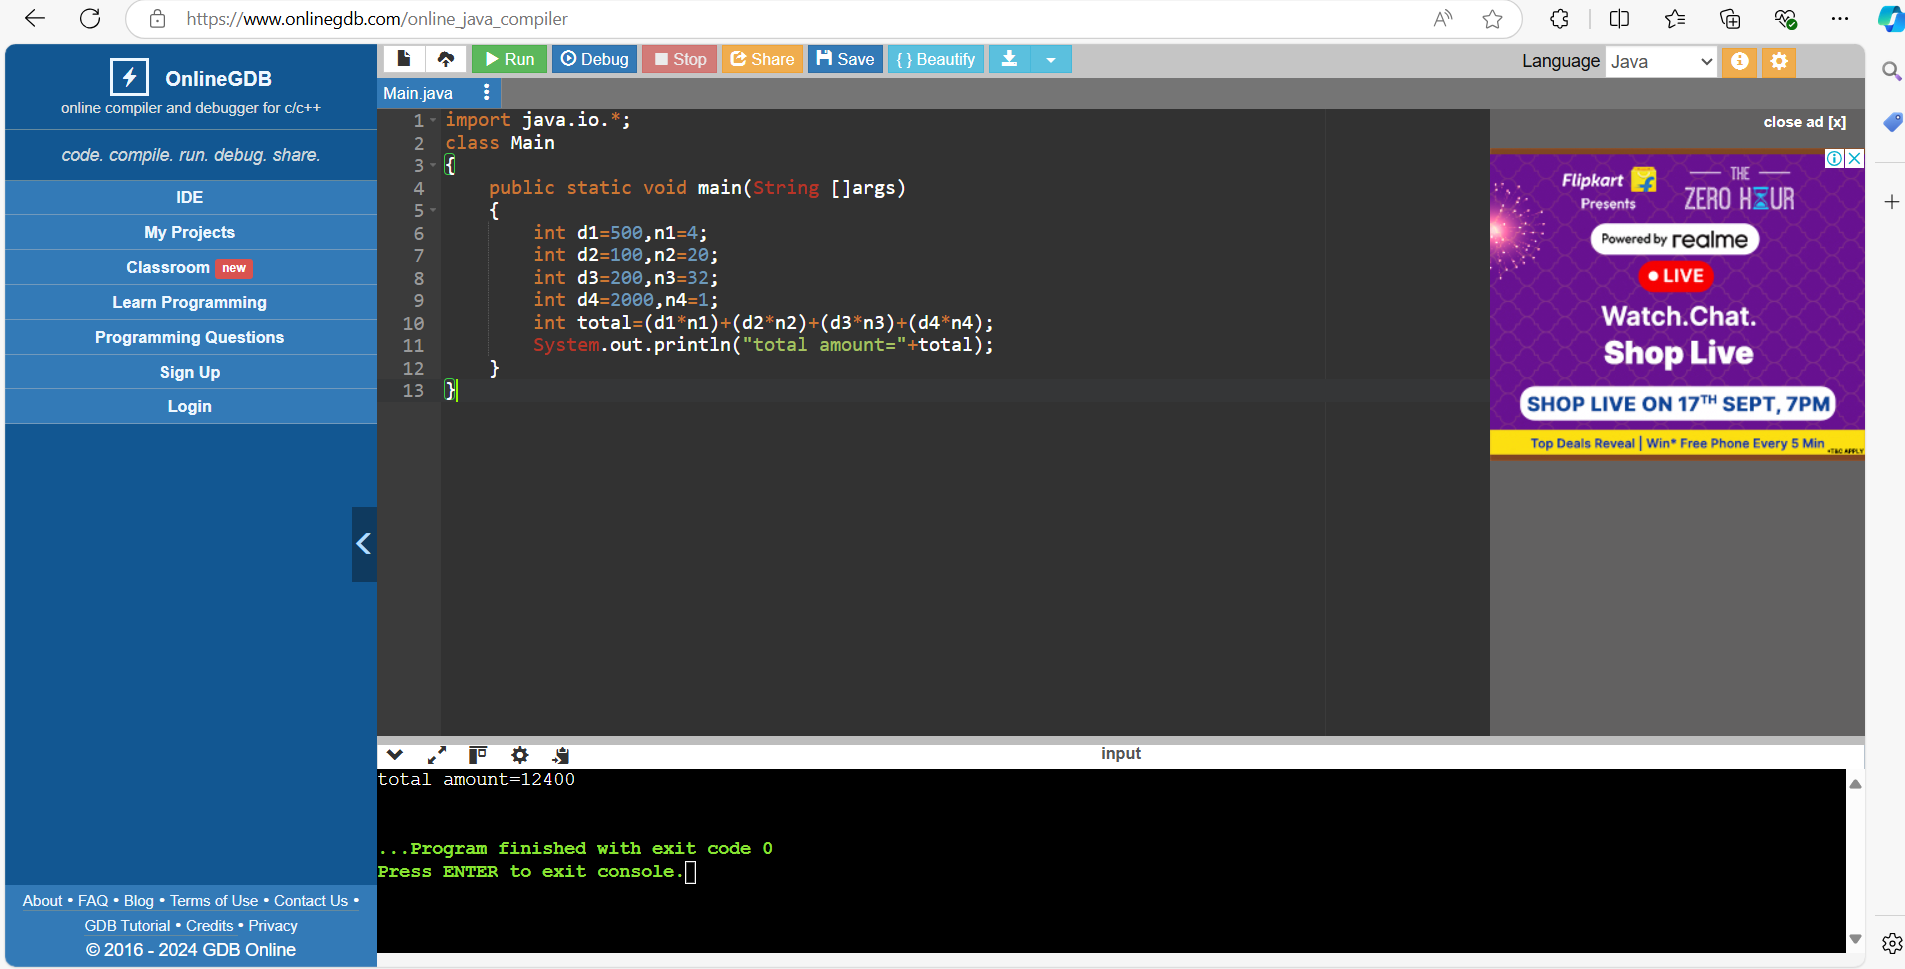 https://www.onlinegdb.com/online_java_compiler
OnlineGDB
online compiler and debugger for c/c++
code. compile. run. debug. share.
IDE
My Projects
Classroom new
Learn Programming
Programming Questions
Sign Up
Login
About • FAQ • Blog • Terms of Use • Contact Us •
GDB Tutorial • Credits • Privacy
© 2016 - 2024 GDB Online
Run Debug Stop Share Save { } Beautify
Language Java
Main.java
1 import java.io.*;
2 class Main
3 {
4 public static void main(String []args)
5 {
6 int d1=500,n1=4;
7 int d2=100,n2=20;
8 int d3=200,n3=32;
9 int d4=2000,n4=1;
10 int total=(d1*n1)+(d2*n2)+(d3*n3)+(d4*n4);
11 System.out.println("total amount="+total);
12 }
13 }
close ad [x]
Flipkart
Presents
THE
ZERO HOUR
Powered by realme
LIVE
Watch.Chat.
Shop Live
SHOP LIVE ON 17TH SEPT, 7PM
Top Deals Reveal | Win* Free Phone Every 5 Min
*T&C APPLY
input
total amount=12400
...Program finished with exit code 0
Press ENTER to exit console.